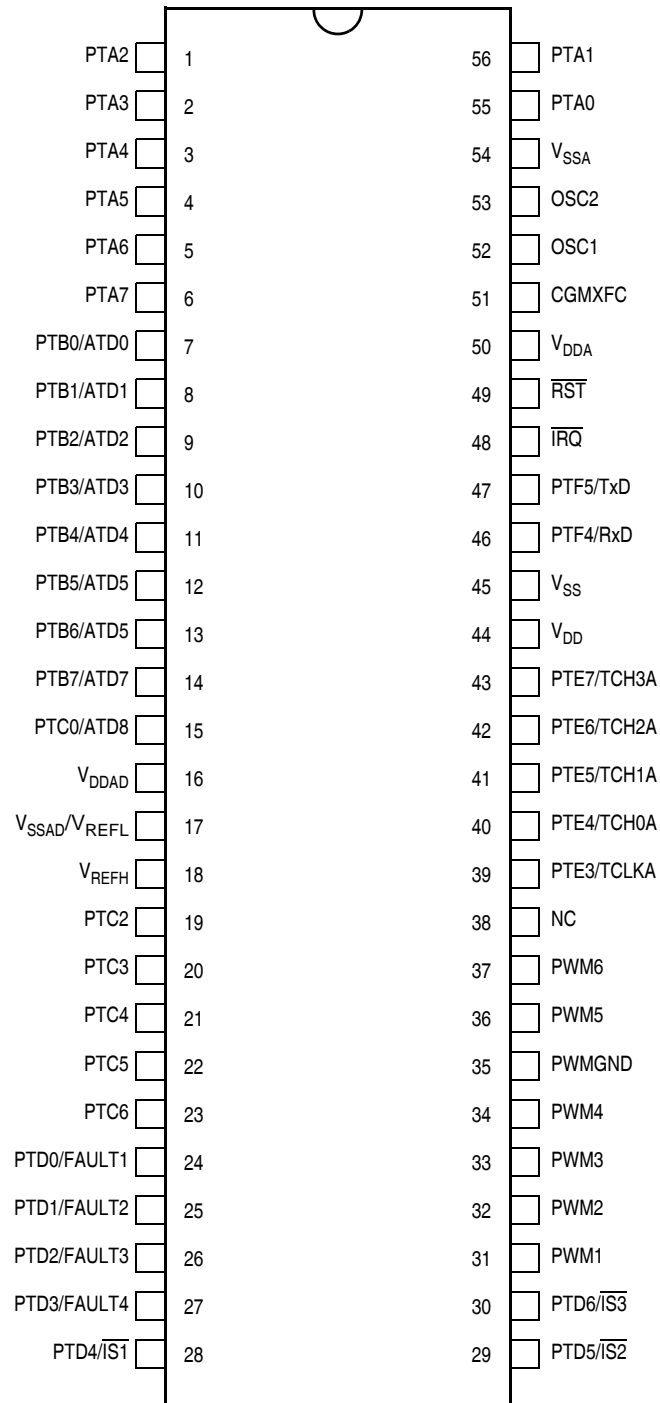 PTA2 1 56 PTA1
PTA3 2 55 PTA0
PTA4 3 54 VSSA
PTA5 4 53 OSC2
PTA6 5 52 OSC1
PTA7 6 51 CGMXFC
PTB0/ATD0 7 50 VDDA
PTB1/ATD1 8 49 R̅S̅T̅
PTB2/ATD2 9 48 I̅R̅Q̅
PTB3/ATD3 10 47 PTF5/TxD
PTB4/ATD4 11 46 PTF4/RxD
PTB5/ATD5 12 45 VSS
PTB6/ATD5 13 44 VDD
PTB7/ATD7 14 43 PTE7/TCH3A
PTC0/ATD8 15 42 PTE6/TCH2A
VDDAD 16 41 PTE5/TCH1A
VSSAD/VREFL 17 40 PTE4/TCH0A
VREFH 18 39 PTE3/TCLKA
PTC2 19 38 NC
PTC3 20 37 PWM6
PTC4 21 36 PWM5
PTC5 22 35 PWMGND
PTC6 23 34 PWM4
PTD0/FAULT1 24 33 PWM3
PTD1/FAULT2 25 32 PWM2
PTD2/FAULT3 26 31 PWM1
PTD3/FAULT4 27 30 PTD6/I̅S̅3̅
PTD4/I̅S̅1̅ 28 29 PTD5/I̅S̅2̅